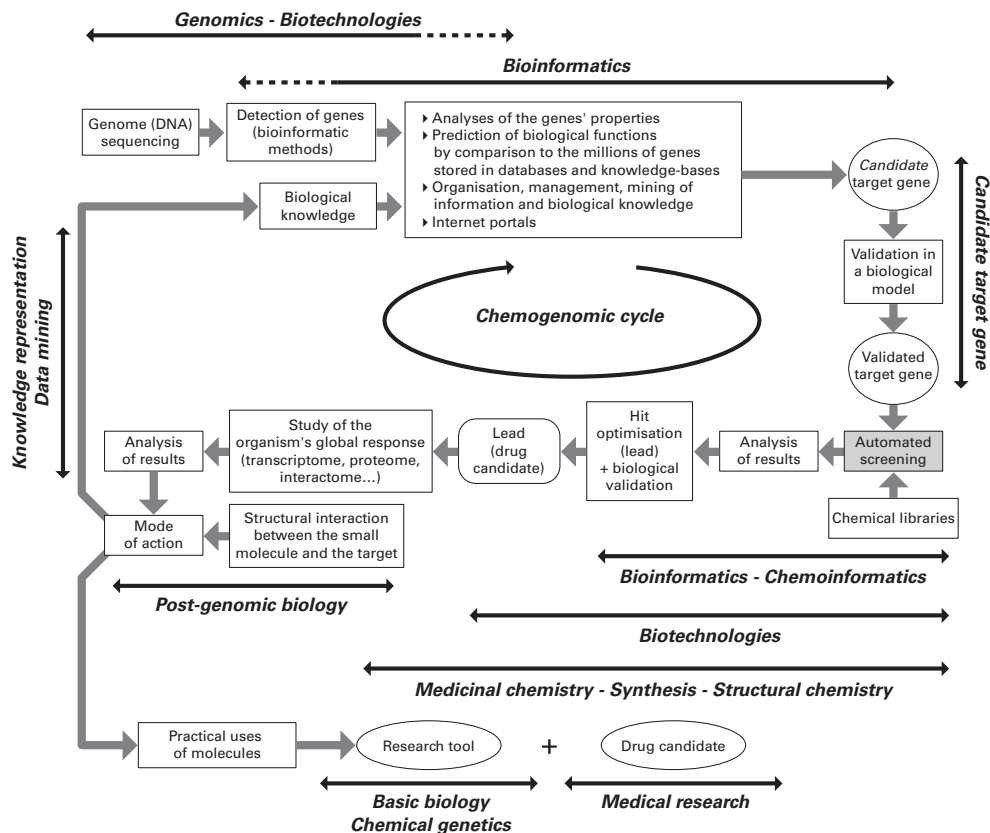 Genomics - Biotechnologies
Bioinformatics
Genome (DNA)
sequencing
Detection of genes
(bioinformatic
methods)
Biological
knowledge
Analyses of the genes' properties
Prediction of biological functions
by comparison to the millions of genes
stored in databases and knowledge-bases
Organisation, management, mining of
information and biological knowledge
Internet portals
Candidate
target gene
Validation in
a biological
model
Validated
target gene
Candidate target gene
Chemogenomic cycle
Knowledge representation
Data mining
Analysis
of results
Study of the
organism's global response
(transcriptome, proteome,
interactome...)
Lead
(drug
candidate)
Hit
optimisation
(lead)
+ biological
validation
Analysis
of results
Automated
screening
Chemical libraries
Mode
of action
Structural interaction
between the small
molecule and the target
Post-genomic biology
Bioinformatics - Chemoinformatics
Biotechnologies
Medicinal chemistry - Synthesis - Structural chemistry
Practical uses
of molecules
Research tool
+
Drug candidate
Basic biology
Chemical genetics
Medical research